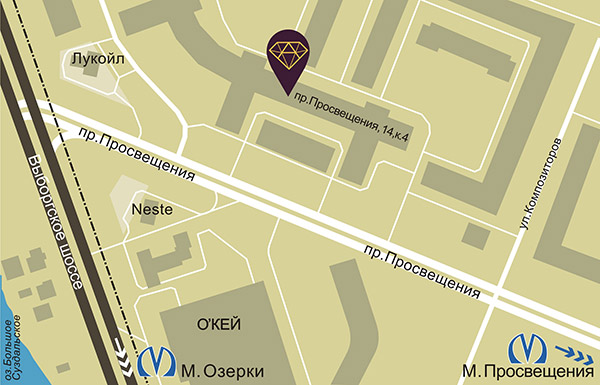 Лукойл
пр.Просвещения, 14,к.4
пр.Просвещения
ул.Композиторов
Выборгское шоссе
Neste
пр.Просвещения
О'КЕЙ
оз.Большое
Суздальское
М. Озерки
М. Просвещения